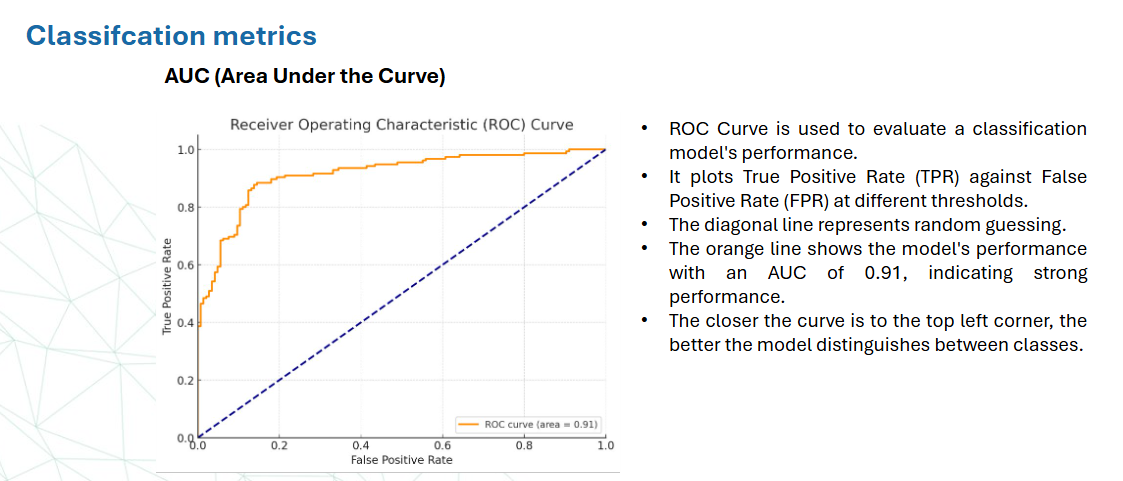 Classifcation metrics
AUC (Area Under the Curve)
Receiver Operating Characteristic (ROC) Curve
1.0
0.8
0.6
0.4
0.2
0.0
True Positive Rate
0.0 0.2 0.4 0.6 0.8 1.0
False Positive Rate
ROC curve (area = 0.91)
• ROC Curve is used to evaluate a classification
model's performance.
• It plots True Positive Rate (TPR) against False
Positive Rate (FPR) at different thresholds.
• The diagonal line represents random guessing.
• The orange line shows the model's performance
with an AUC of 0.91, indicating strong
performance.
• The closer the curve is to the top left corner, the
better the model distinguishes between classes.